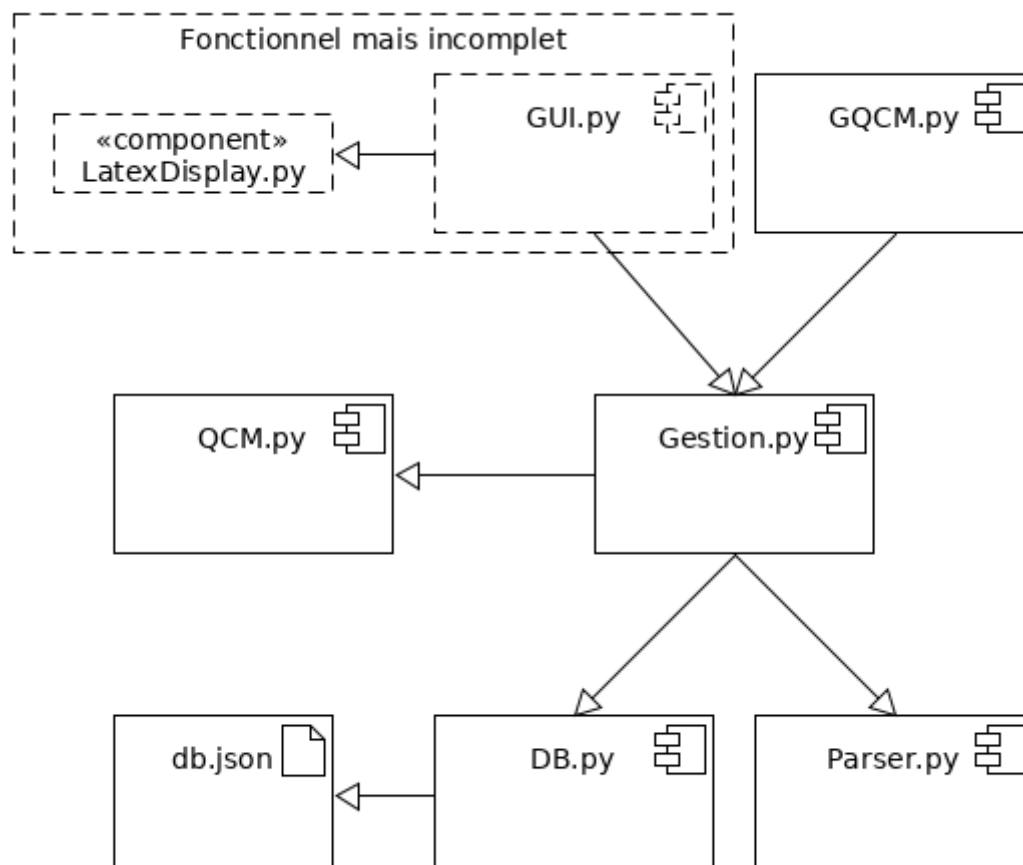 Fonctionnel mais incomplet
«component»
LatexDisplay.py
GUI.py
GQCM.py
QCM.py
Gestion.py
db.json
DB.py
Parser.py